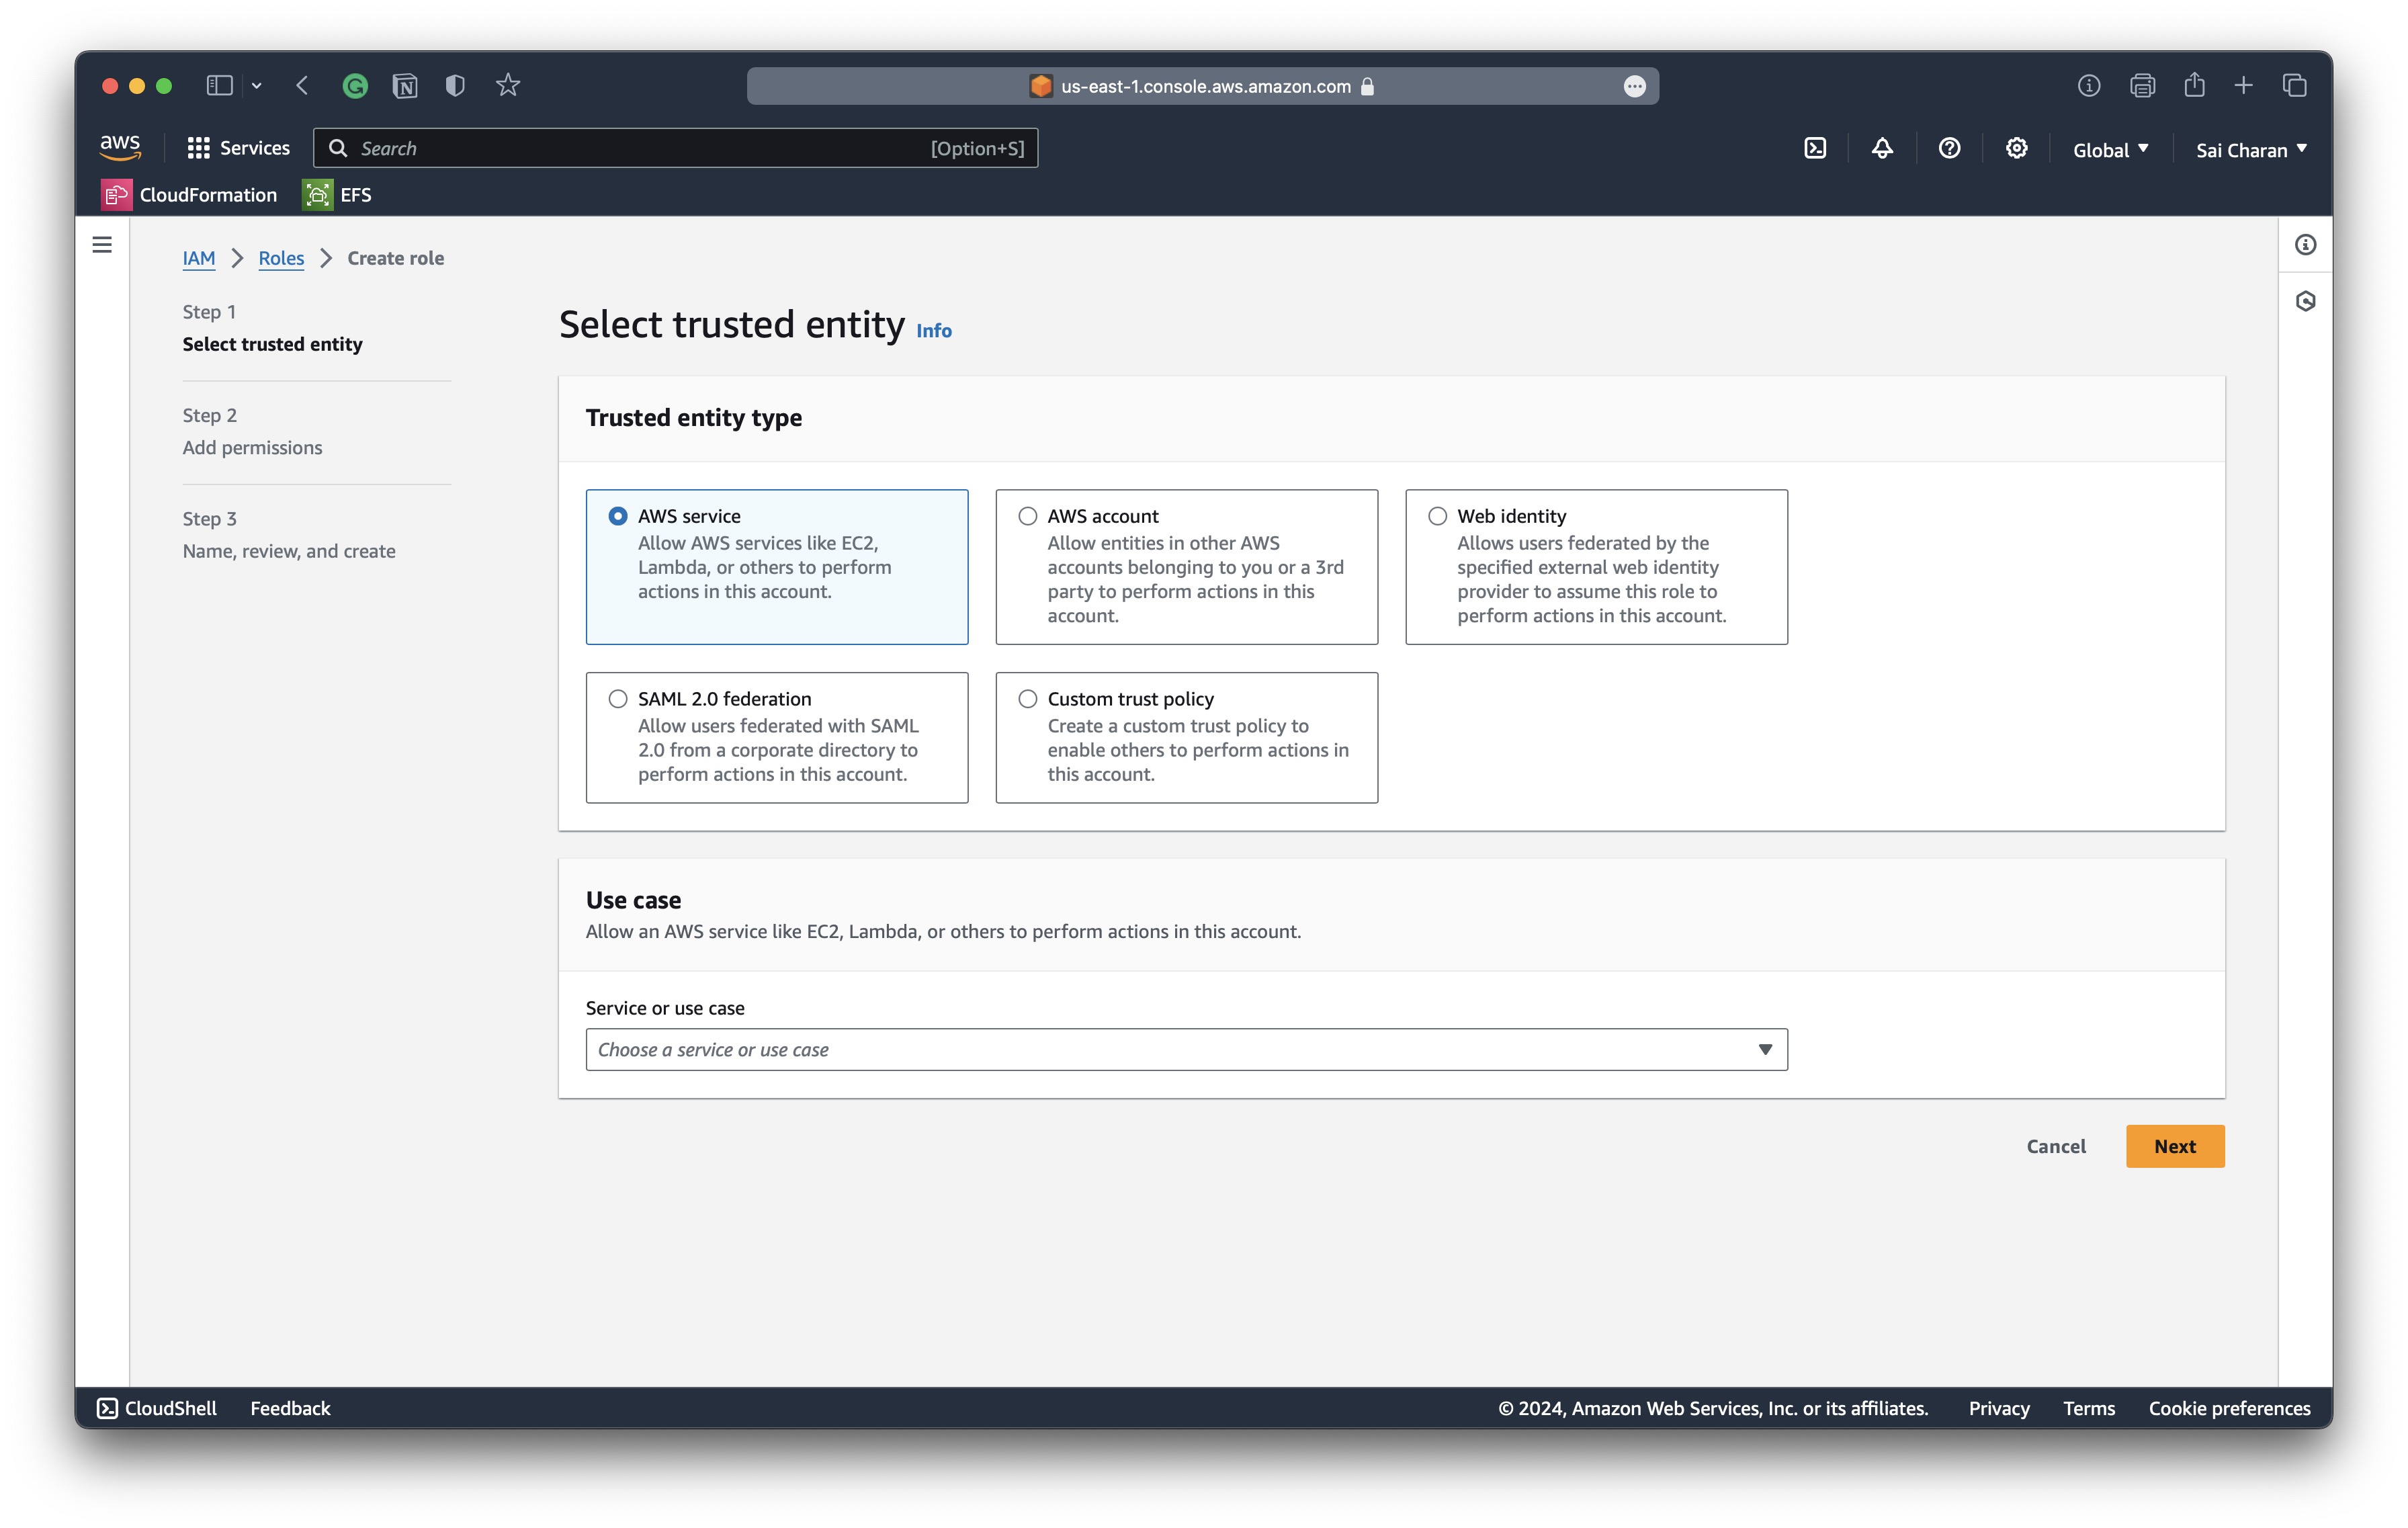 us-east-1.console.aws.amazon.com
aws
Services
Search
[Option+S]
Global
Sai Charan
CloudFormation
EFS
IAM
Roles
Create role
Step 1
Select trusted entity
Step 2
Add permissions
Step 3
Name, review, and create
Select trusted entity Info
Trusted entity type
AWS service
Allow AWS services like EC2,
Lambda, or others to perform
actions in this account.
AWS account
Allow entities in other AWS
accounts belonging to you or a 3rd
party to perform actions in this
account.
Web identity
Allows users federated by the
specified external web identity
provider to assume this role to
perform actions in this account.
SAML 2.0 federation
Allow users federated with SAML
2.0 from a corporate directory to
perform actions in this account.
Custom trust policy
Create a custom trust policy to
enable others to perform actions in
this account.
Use case
Allow an AWS service like EC2, Lambda, or others to perform actions in this account.
Service or use case
Choose a service or use case
Cancel
Next
CloudShell
Feedback
© 2024, Amazon Web Services, Inc. or its affiliates.
Privacy
Terms
Cookie preferences